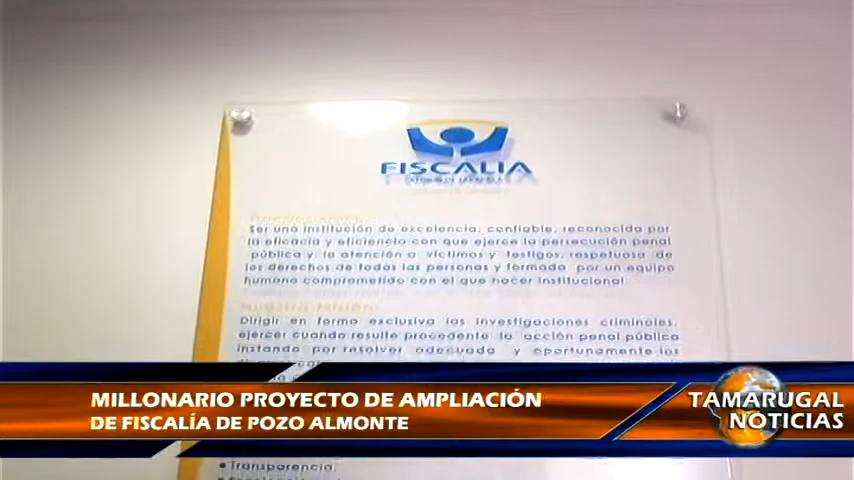 FISCALIA
Ser una institución de excelencia, confiable, reconocida por
la eficacia y eficiencia con que ejerce la persecución penal
pública y la atención a víctimas y testigos, respetuosa de
los derechos de todas las personas y formada por un equipo
humano comprometido con el que hacer institucional
Nuestra Misión:
Dirigir en forma exclusiva las investigaciones criminales,
ejercer cuando resulte procedente la acción penal pública
instando por resolver adecuada y oportunamente los
MILLONARIO PROYECTO DE AMPLIACIÓN
DE FISCALÍA DE POZO ALMONTE
TAMARUGAL
NOTICIAS
• Transparencia.